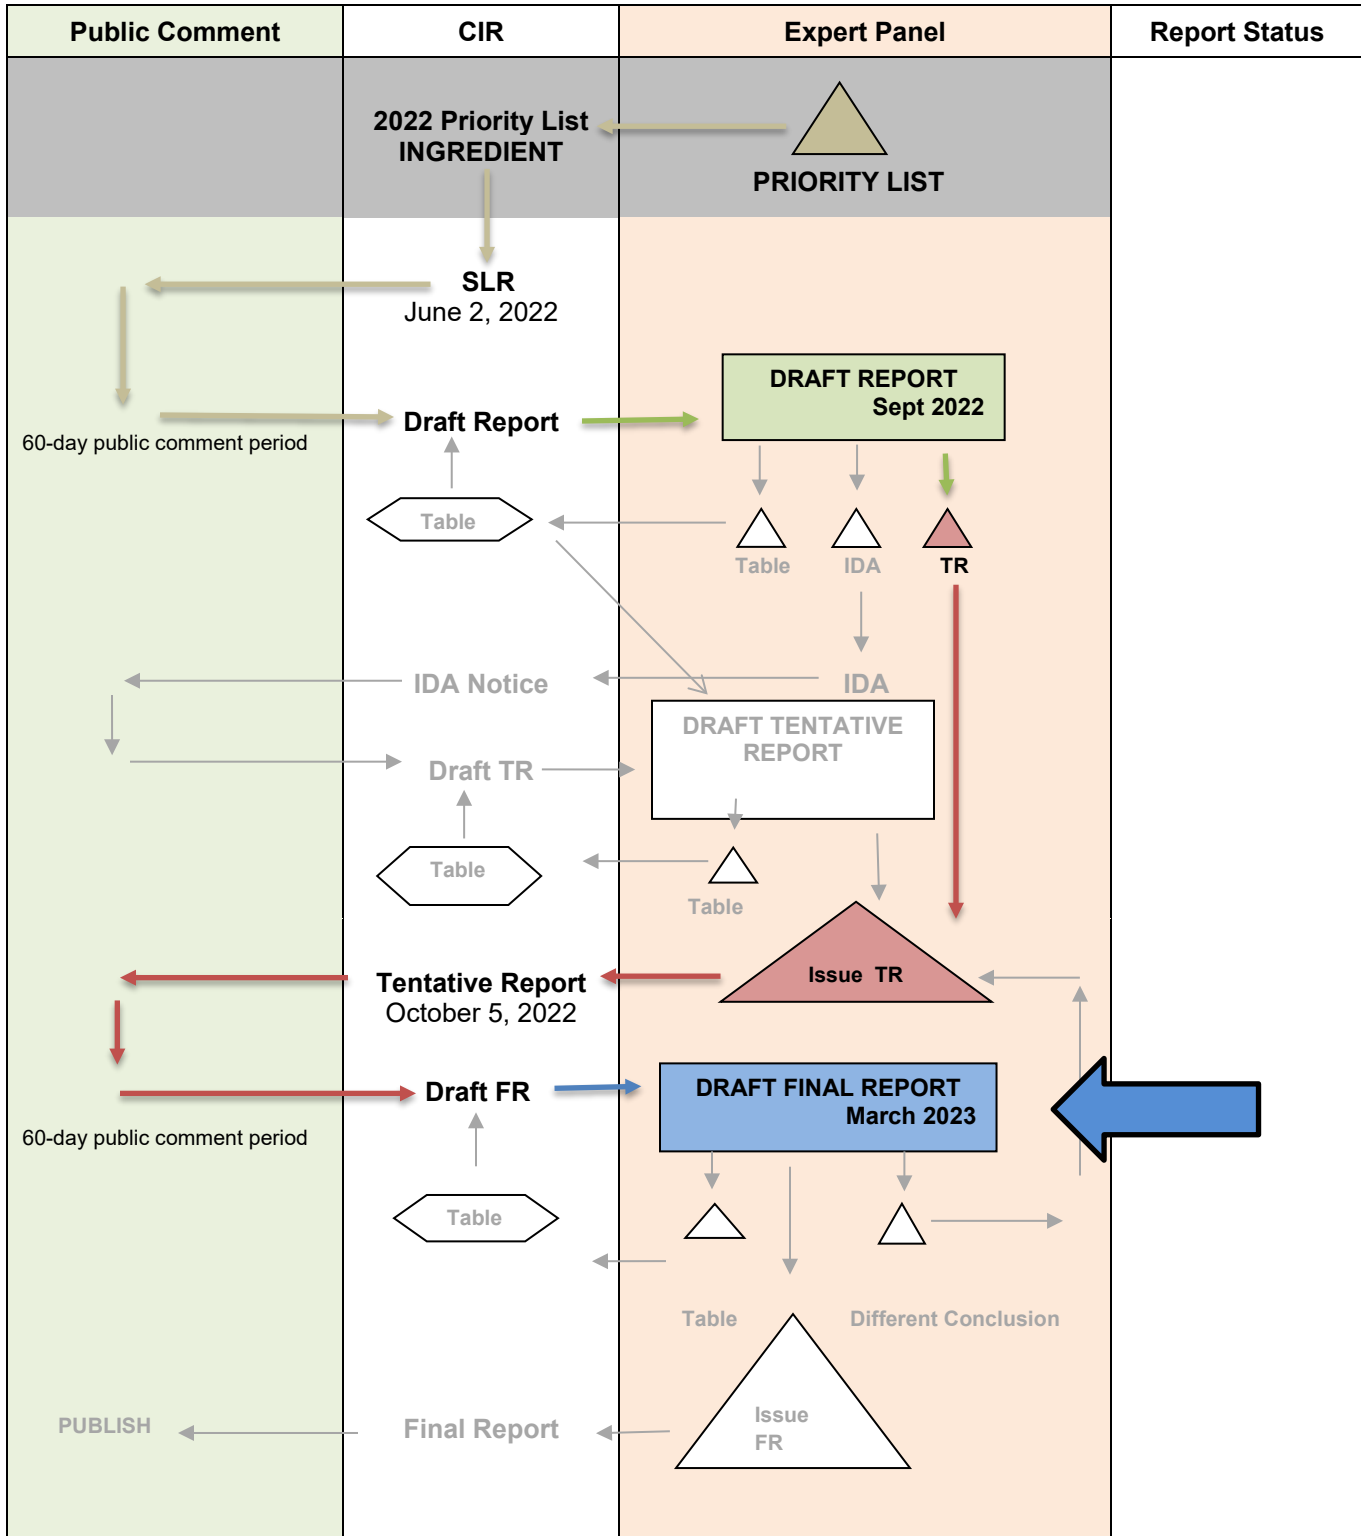 Public Comment
CIR
Expert Panel
Report Status
2022 Priority List
INGREDIENT
PRIORITY LIST
SLR
June 2, 2022
DRAFT REPORT
Sept 2022
Draft Report
60-day public comment period
Table
Table
IDA
TR
IDA Notice
IDA
DRAFT TENTATIVE
REPORT
Draft TR
Table
Table
Issue TR
Tentative Report
October 5, 2022
DRAFT FINAL REPORT
March 2023
Draft FR
60-day public comment period
Table
Table
Different Conclusion
Issue
FR
Final Report
PUBLISH